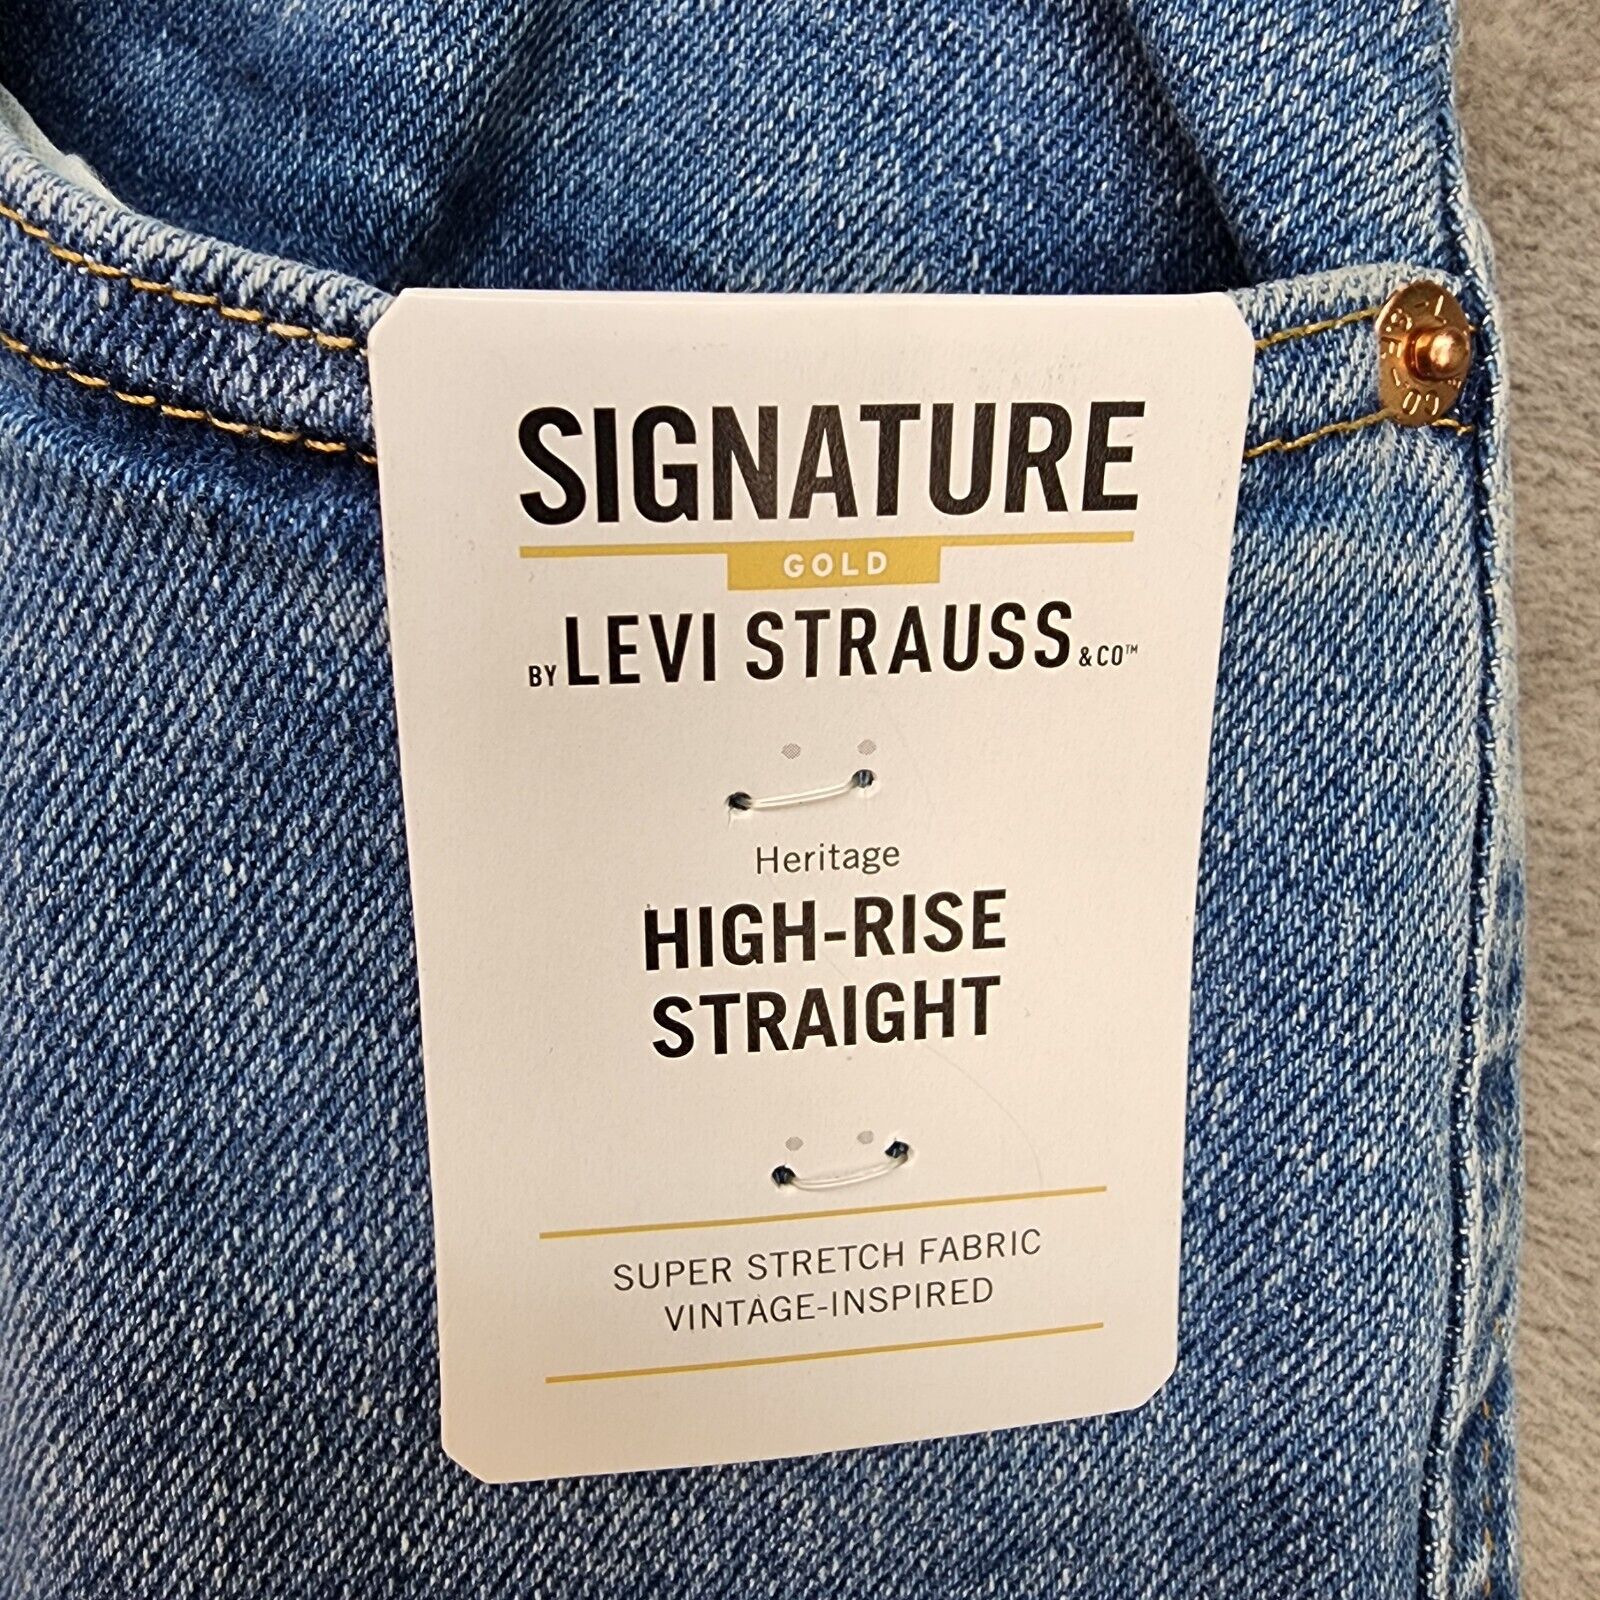 SIGNATURE
GOLD
BY LEVI STRAUSS & CO™
Heritage
HIGH-RISE
STRAIGHT
SUPER STRETCH FABRIC
VINTAGE-INSPIRED